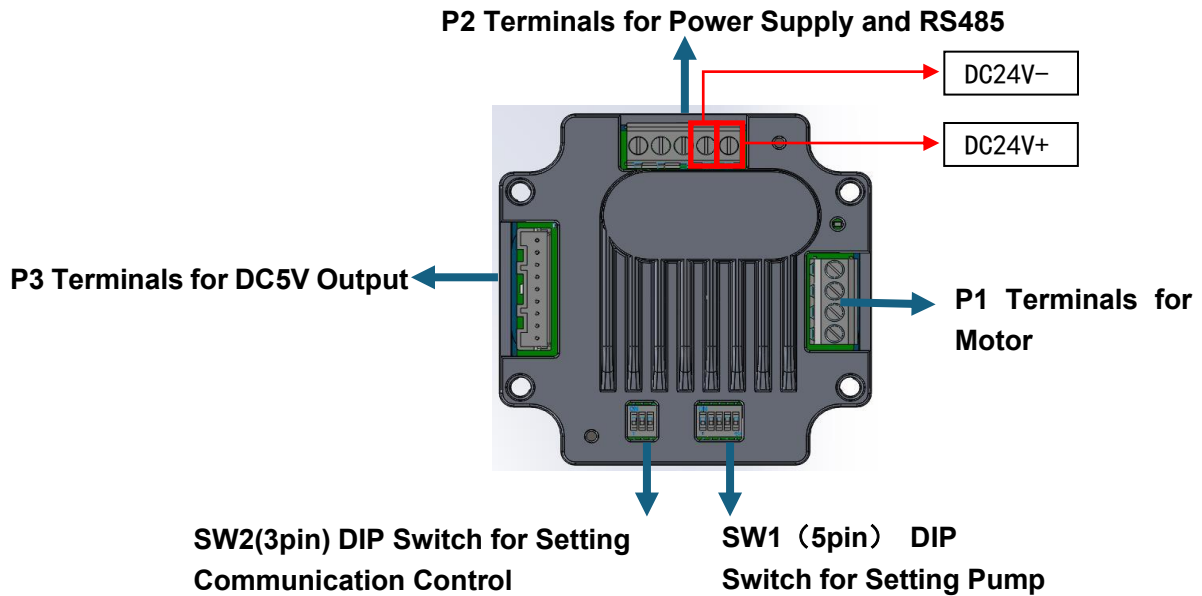 P2 Terminals for Power Supply and RS485
DC24V-
DC24V+
P3 Terminals for DC5V Output
P1 Terminals for
Motor
SW2(3pin) DIP Switch for Setting
Communication Control
SW1（5pin） DIP
Switch for Setting Pump